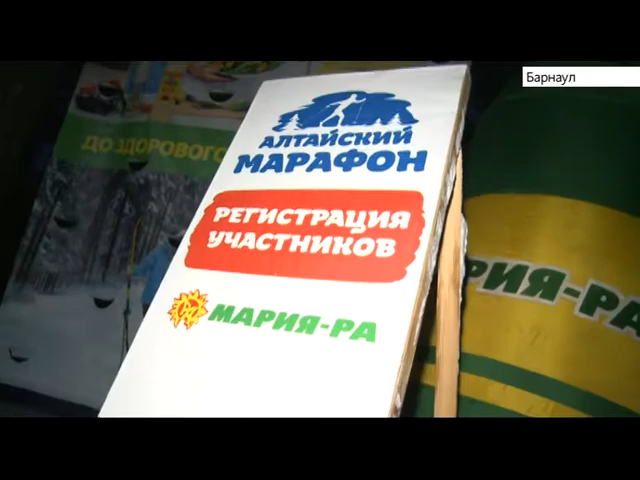 Барнаул
ДО ЗДОРОВОГО
АЛТАЙСКИЙ
МАРАФОН
РЕГИСТРАЦИЯ
УЧАСТНИКОВ
МАРИЯ-РА
РИЯ-РА